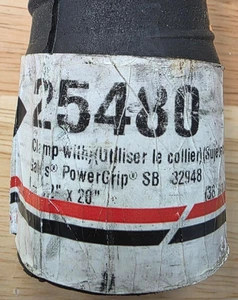 25480
Clamp with (Utiliser le collier)
PowerGrip® SB 32948
X 20"